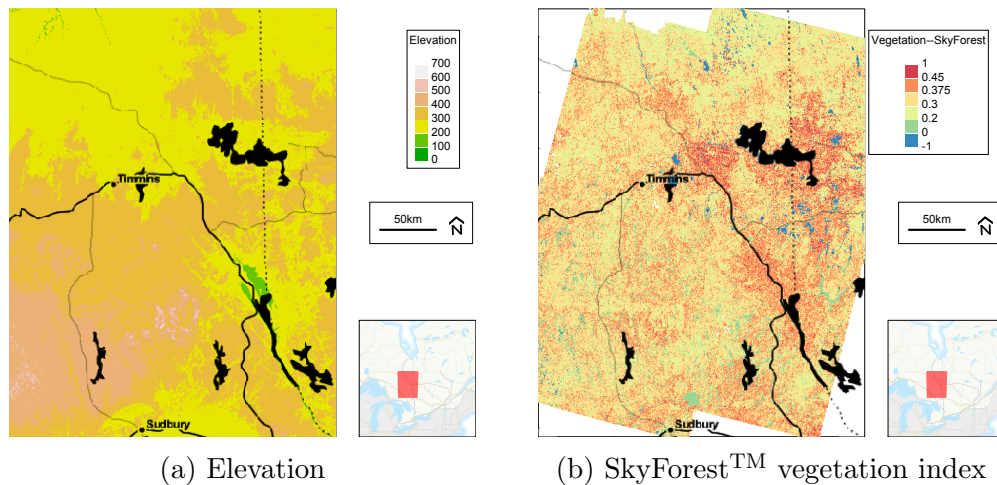 Elevation
700
600
500
400
300
200
100
0
Timmins
Sudbury
50km
N
(a) Elevation
Vegetation--SkyForest
1
0.45
0.375
0.3
0.2
0
-1
Timmins
Sudbury
50km
N
(b) SkyForest™ vegetation index